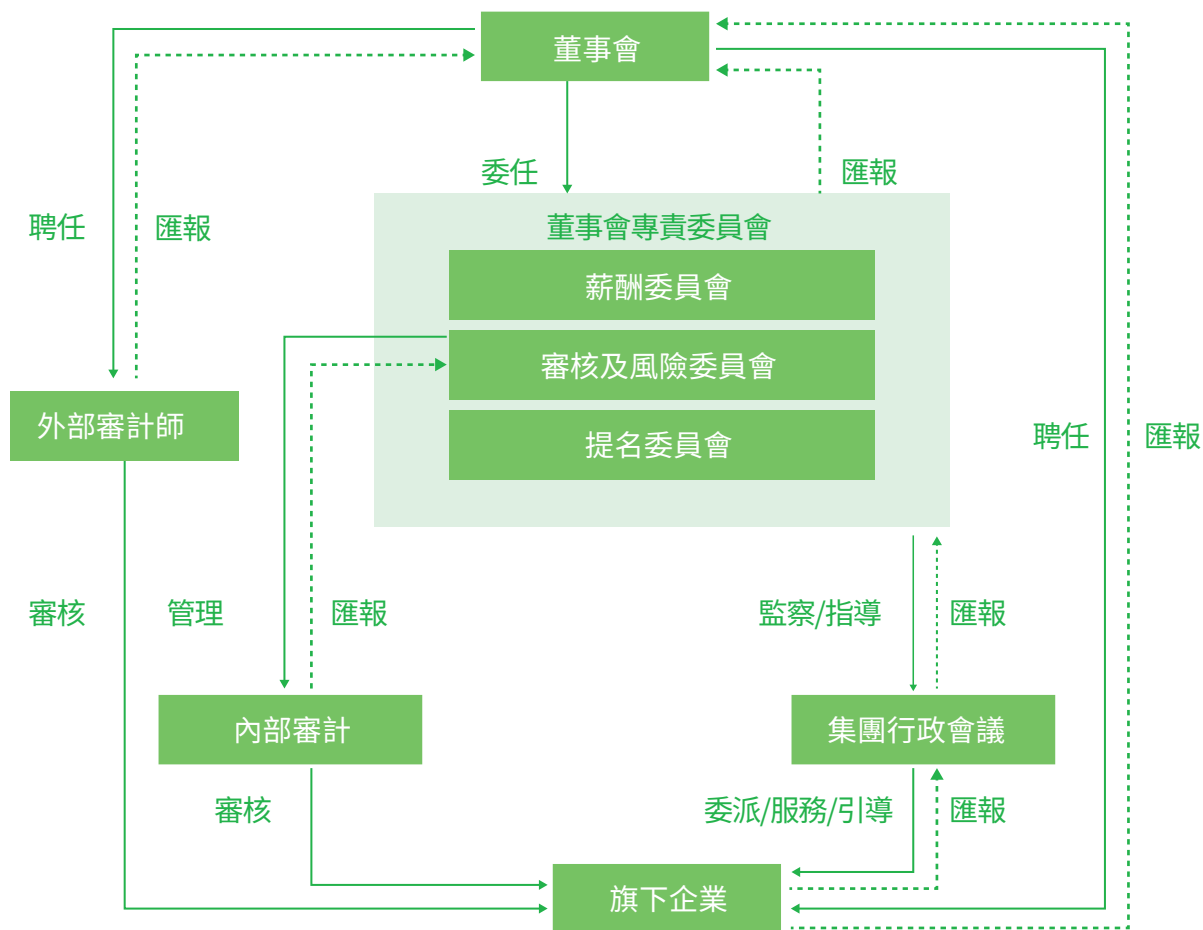 董事會
委任
匯報
聘任
匯報
董事會專責委員會
薪酬委員會
審核及風險委員會
提名委員會
外部審計師
聘任
匯報
審核
管理
匯報
監察/指導
匯報
內部審計
集團行政會議
審核
委派/服務/引導
匯報
旗下企業